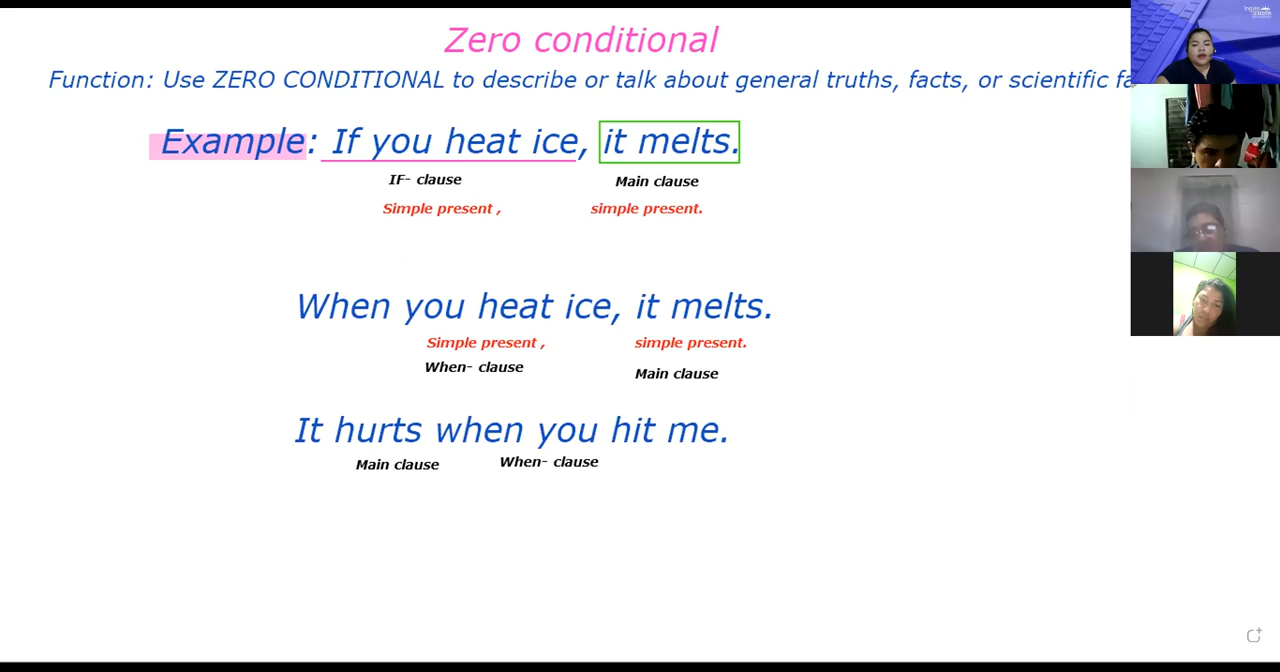 Zero conditional
Function: Use ZERO CONDITIONAL to describe or talk about general truths, facts, or scientific fa
Example: If you heat ice, it melts.
IF- clause Main clause
Simple present , simple present.
When you heat ice, it melts.
Simple present , simple present.
When- clause Main clause
It hurts when you hit me.
Main clause When- clause